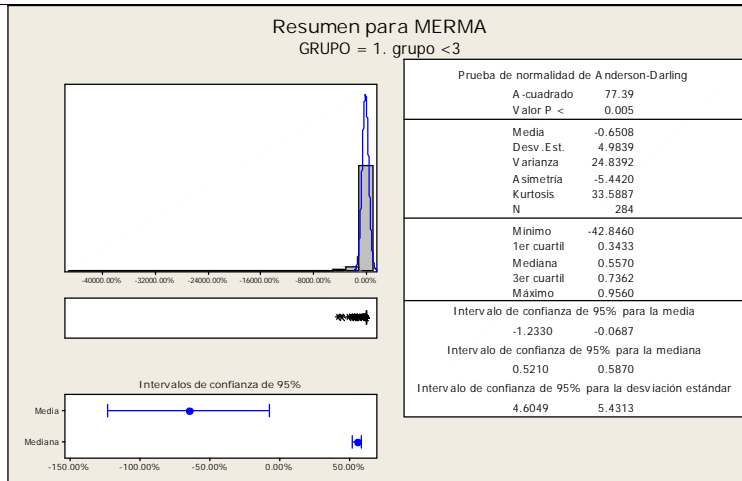 Resumen para MERMA
GRUPO = 1. grupo <3
-40000.00% -32000.00% -24000.00% -16000.00% -8000.00% 0.00%
Intervalos de confianza de 95%
Media
Mediana
-150.00% -100.00% -50.00% 0.00% 50.00%
Prueba de normalidad de Anderson-Darling
A-cuadrado 77.39
Valor P < 0.005
Media -0.6508
Desv.Est. 4.9839
Varianza 24.8392
Asimetría -5.4420
Kurtosis 33.5887
N 284
Mínimo -42.8460
1er cuartil 0.3433
Mediana 0.5570
3er cuartil 0.7362
Máximo 0.9560
Intervalo de confianza de 95% para la media
-1.2330 -0.0687
Intervalo de confianza de 95% para la mediana
0.5210 0.5870
Intervalo de confianza de 95% para la desviación estándar
4.6049 5.4313